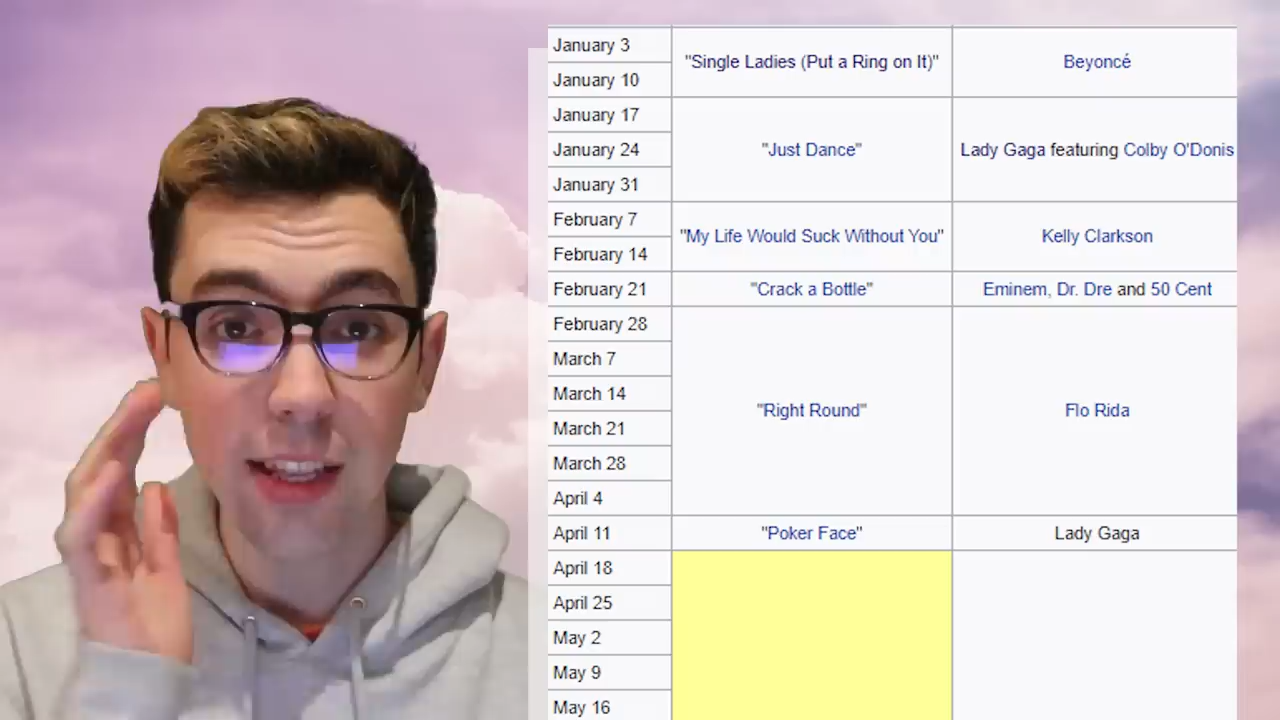 January 3
"Single Ladies (Put a Ring on It)"
Beyoncé
January 10
January 17
January 24
"Just Dance"
Lady Gaga featuring Colby O'Donis
January 31
February 7
"My Life Would Suck Without You"
Kelly Clarkson
February 14
February 21
"Crack a Bottle"
Eminem, Dr. Dre and 50 Cent
February 28
March 7
March 14
"Right Round"
Flo Rida
March 21
March 28
April 4
April 11
"Poker Face"
Lady Gaga
April 18
April 25
May 2
May 9
May 16